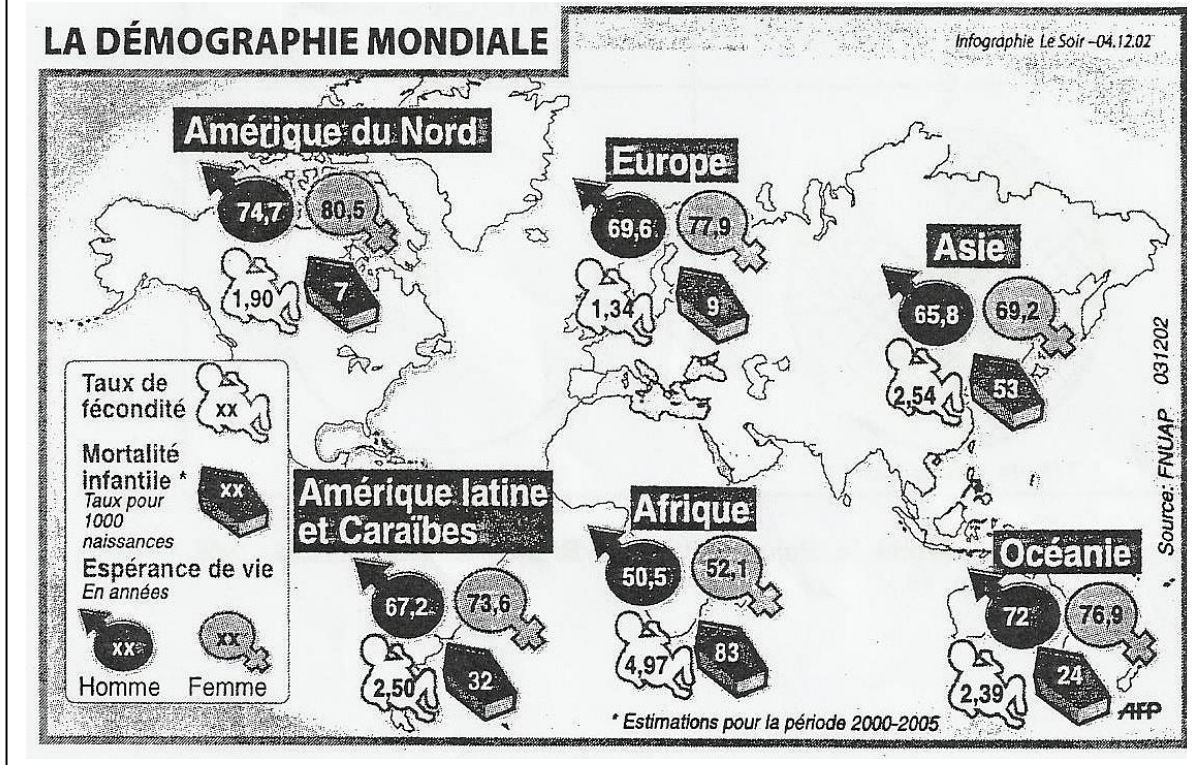 LA DÉMOGRAPHIE MONDIALE
Infographie Le Soir –04.12.02
Amérique du Nord
74,7 80,5
1,90 7
Europe
69,6 77,9
1,34 9
Asie
65,8 69,2
2,54 53
Taux de
fécondité xx
Mortalité
infantile * xx
Taux pour
1000
naissances
Espérance de vie
En années
xx xx
Homme Femme
Amérique latine
et Caraïbes
67,2 73,6
2,50 32
Afrique
50,5 52,1
4,97 83
Océanie
72 76,9
2,39 24
* Estimations pour la période 2000-2005
AFP
Source: FNUAP 031202